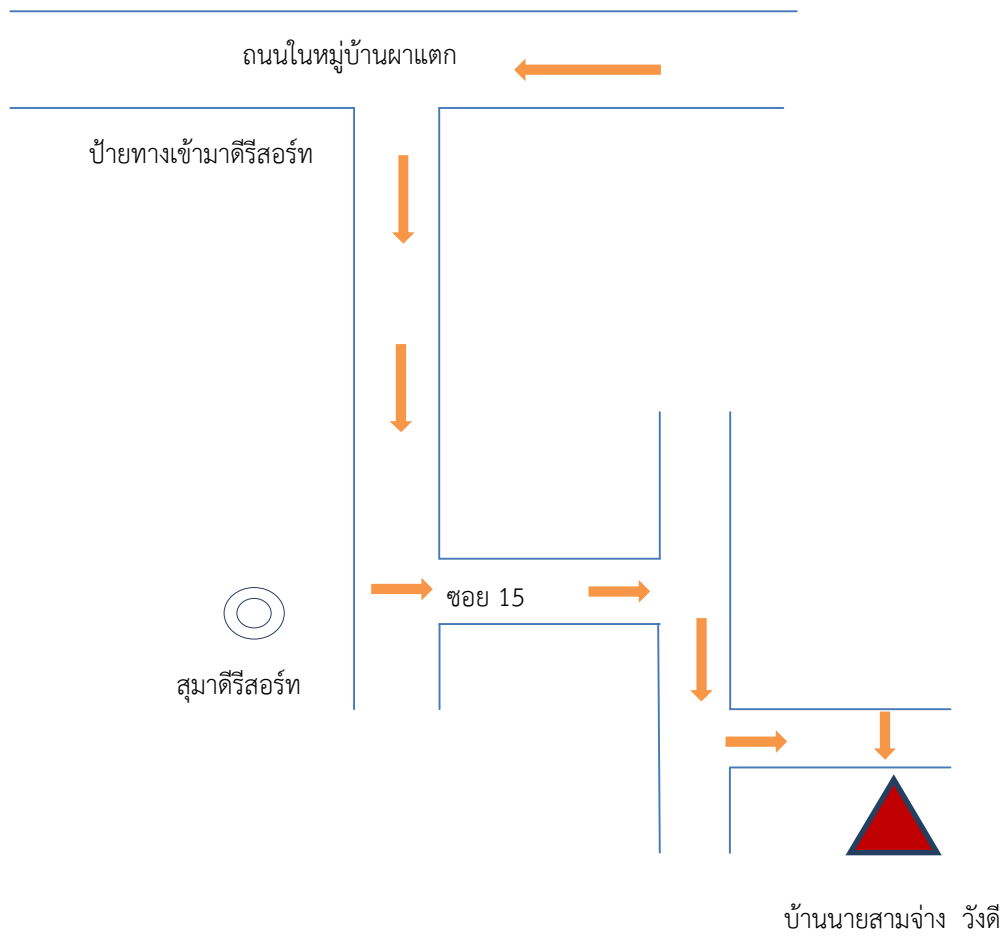 ถนนในหมู่บ้านผาแตก
ป้ายทางเข้ามาดีรีสอร์ท
ซอย 15
สุมาดีรีสอร์ท
บ้านนายสามจ่าง วังดี